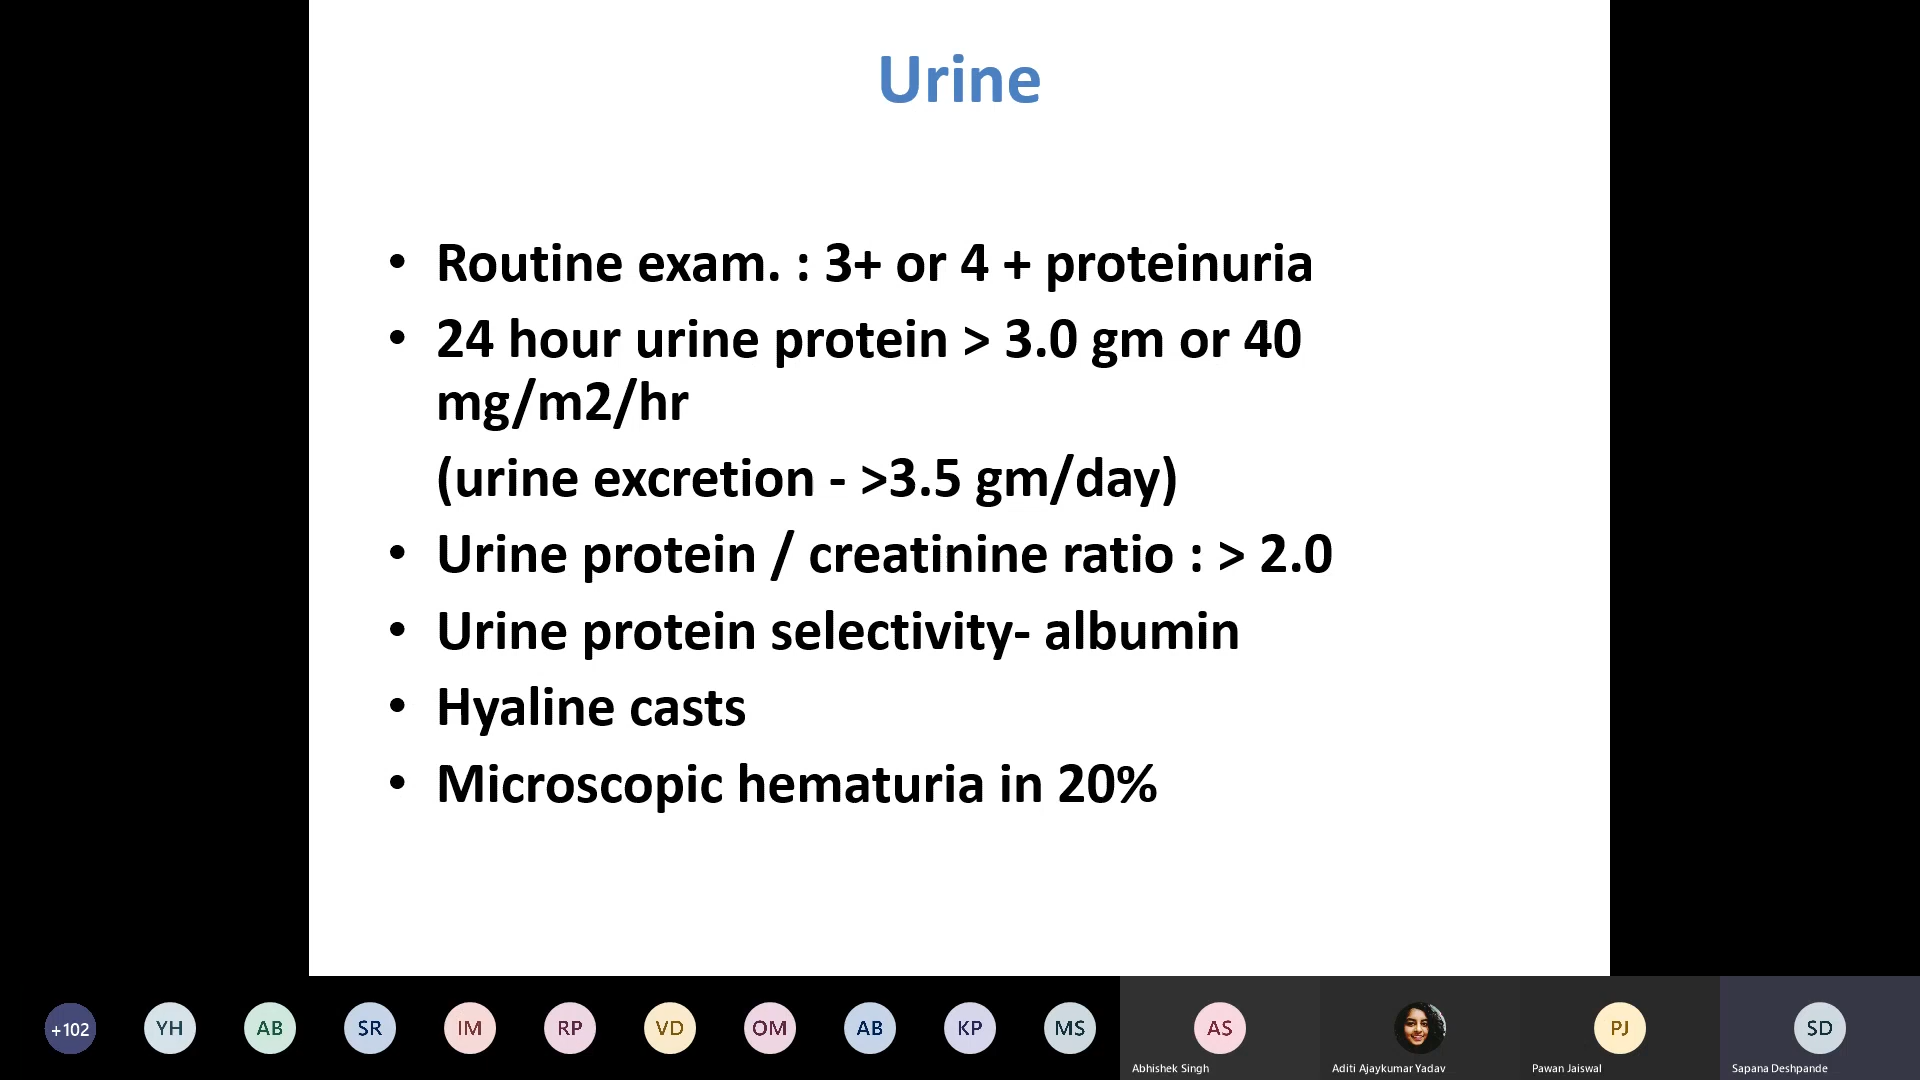 Urine
• Routine exam. : 3+ or 4 + proteinuria
• 24 hour urine protein > 3.0 gm or 40
mg/m2/hr
(urine excretion - >3.5 gm/day)
• Urine protein / creatinine ratio : > 2.0
• Urine protein selectivity- albumin
• Hyaline casts
• Microscopic hematuria in 20%
+102 YH AB SR IM RP VD OM AB KP MS AS PJ SD
Abhishek Singh Aditi Ajaykumar Yadav Pawan Jaiswal Sapana Deshpande